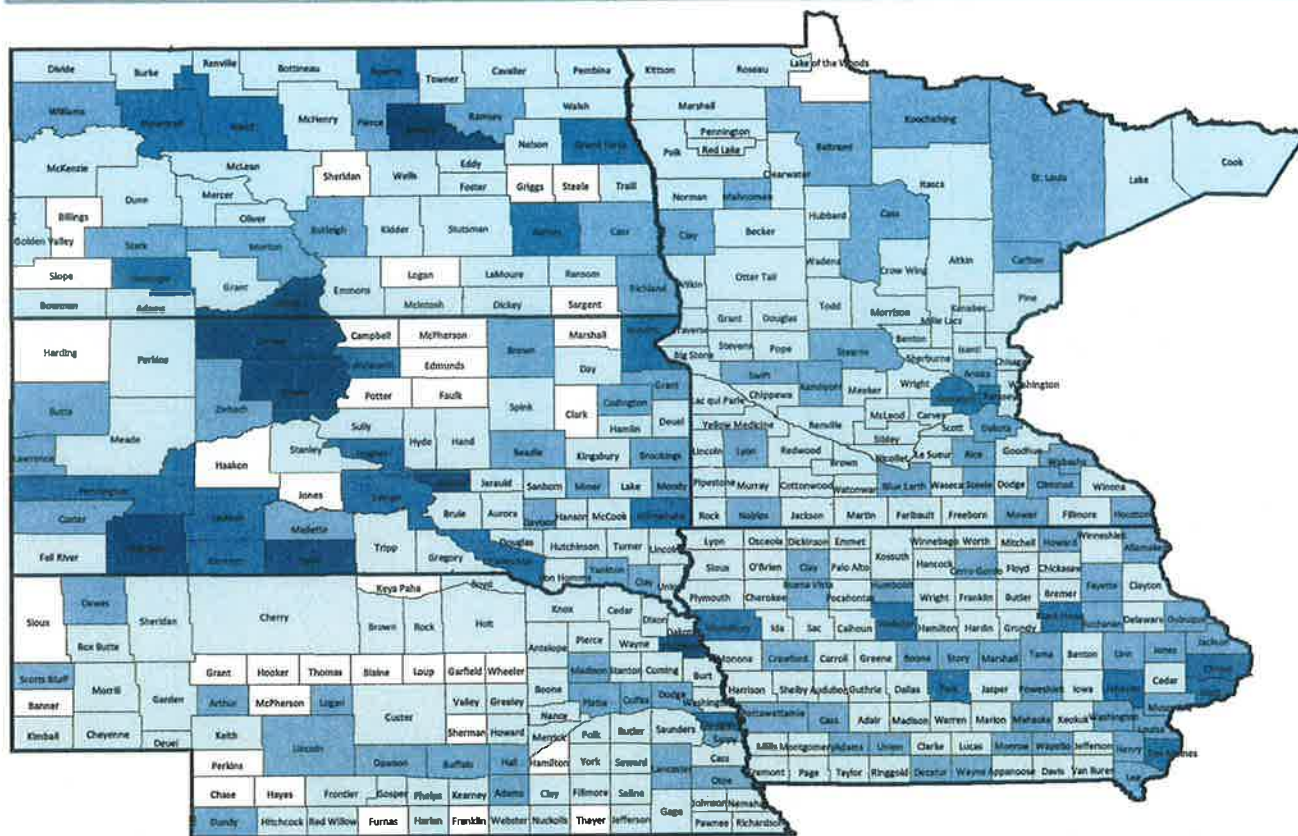 Divide Burke Renville Bottineau Towner Cavalier Pembina Kittson Roseau Lake of the Woods
Williams Mountrail Ward McHenry Pierce Benson Ramsey Walsh Marshall Beltrami Koochiching
Nelson Grand Forks Pennington Red Lake Polk Clearwater Itasca St. Louis Lake Cook
McKenzie McLean Sheridan Wells Eddy Foster Griggs Steele Traill Norman Mahnomen
Dunn Mercer Oliver Billings Golden Valley Stark Morton Burleigh Kidder Stutsman Barnes Cass Clay Becker Hubbard Cass
Slope Grant Emmons Logan LaMoure Ransom Richland Wilkin Otter Tail Wadena Crow Wing Aitkin Carlton
Bowman Adams McIntosh Dickey Sargent Todd Morrison Mille Lacs Kanabec Pine
Harding Perkins Corson Campbell McPherson Brown Marshall Roberts Traverse Grant Douglas Benton
Edmunds Day Big Stone Stevens Pope Stearns Sherburne Isanti Chisago
Butte Ziebach Dewey Potter Faulk Spink Clark Codington Grant Swift Kandiyohi Meeker Wright Anoka Washington
Meade Sully Hyde Hand Hamlin Deuel Lac qui Parle Chippewa McLeod Carver Hennepin Ramsey Scott Dakota
Lawrence Haakon Stanley Hughes Beadle Kingsbury Brookings Yellow Medicine Renville Sibley
Lincoln Lyon Redwood Brown Nicollet Le Sueur Rice Goodhue Wabasha
Pennington Jones Lyman Jerauld Sanborn Miner Lake Moody Pipestone Murray Cottonwood Watonwan Blue Earth Waseca Steele Dodge Olmsted Winona
Custer Jackson Mellette Brule Aurora Davison Hanson McCook Minnehaha Rock Nobles Jackson Martin Faribault Freeborn Mower Fillmore Houston
Fall River Bennett Todd Tripp Gregory Douglas Hutchinson Turner Lincoln
Yankton Clay Union
Lyon Osceola Dickinson Emmet Kossuth Winnebago Worth Mitchell Howard Winneshiek Allamakee
Sioux O'Brien Clay Palo Alto Hancock Cerro Gordo Floyd Chickasaw
Plymouth Cherokee Buena Vista Pocahontas Humboldt Wright Franklin Butler Bremer Fayette Clayton
Woodbury Ida Sac Calhoun Webster Hamilton Hardin Grundy Black Hawk Buchanan Delaware Dubuque
Monona Crawford Carroll Greene Boone Story Marshall Tama Benton Linn Jones Jackson
Harrison Shelby Audubon Guthrie Dallas Polk Jasper Poweshiek Iowa Johnson Cedar Clinton
Pottawattamie Cass Adair Madison Warren Marion Mahaska Keokuk Washington Louisa
Mills Montgomery Adams Union Clarke Lucas Monroe Wapello Jefferson Henry Des Moines
Fremont Page Taylor Ringgold Decatur Wayne Appanoose Davis Van Buren Lee
Sioux Dawes Sheridan Cherry Keya Paha Boyd Knox Cedar Dixon
Box Butte Brown Rock Holt Antelope Pierce Wayne
Scotts Bluff Morrill Garden Grant Hooker Thomas Blaine Loup Garfield Wheeler Madison Stanton Cuming Burt
Banner Arthur McPherson Logan Custer Valley Greeley Boone Nance Platte Colfax Dodge Washington
Kimball Cheyenne Deuel Keith Lincoln Sherman Howard Merrick Polk Butler Saunders Sarpy
Perkins Dawson Buffalo Hall Hamilton York Seward Lancaster Cass Otoe
Chase Hayes Frontier Gosper Phelps Kearney Adams Clay Fillmore Saline Gage Johnson Nemaha
Dundy Hitchcock Red Willow Furnas Harlan Franklin Webster Nuckolls Thayer Jefferson Pawnee Richardson